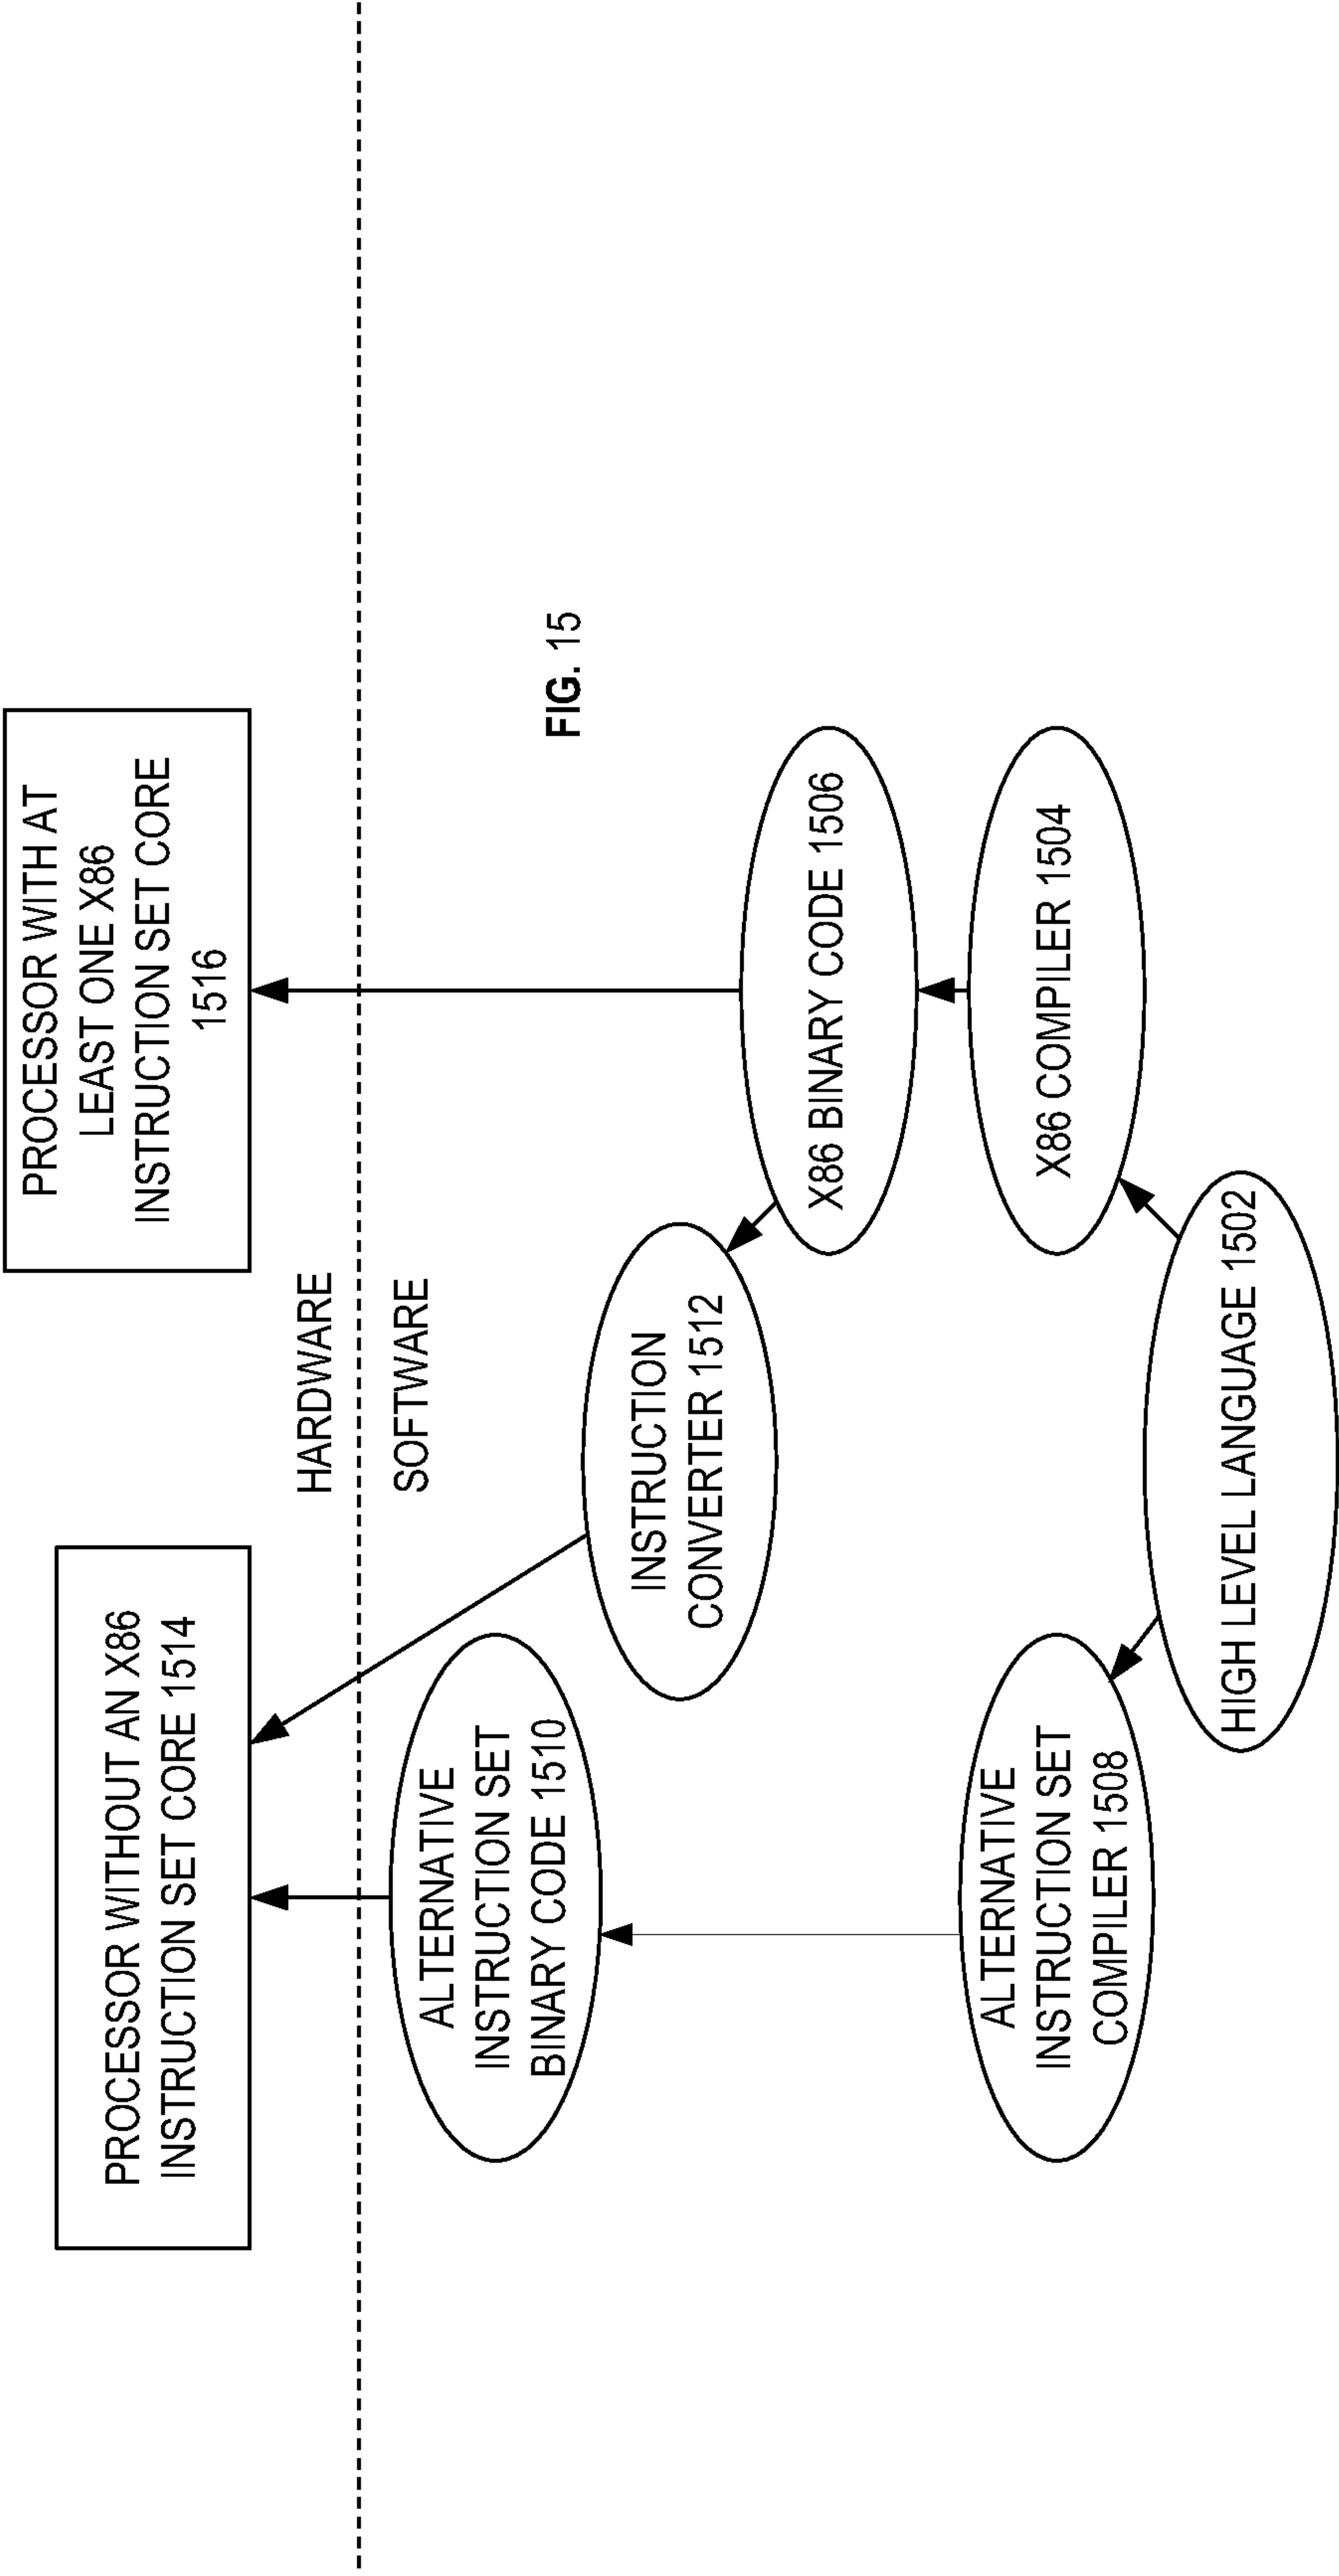 PROCESSOR WITHOUT AN X86
INSTRUCTION SET CORE 1514
PROCESSOR WITH AT
LEAST ONE X86
INSTRUCTION SET CORE
1516
HARDWARE
SOFTWARE
ALTERNATIVE
INSTRUCTION SET
BINARY CODE 1510
INSTRUCTION
CONVERTER 1512
FIG. 15
X86 BINARY CODE 1506
ALTERNATIVE
INSTRUCTION SET
COMPILER 1508
X86 COMPILER 1504
HIGH LEVEL LANGUAGE 1502